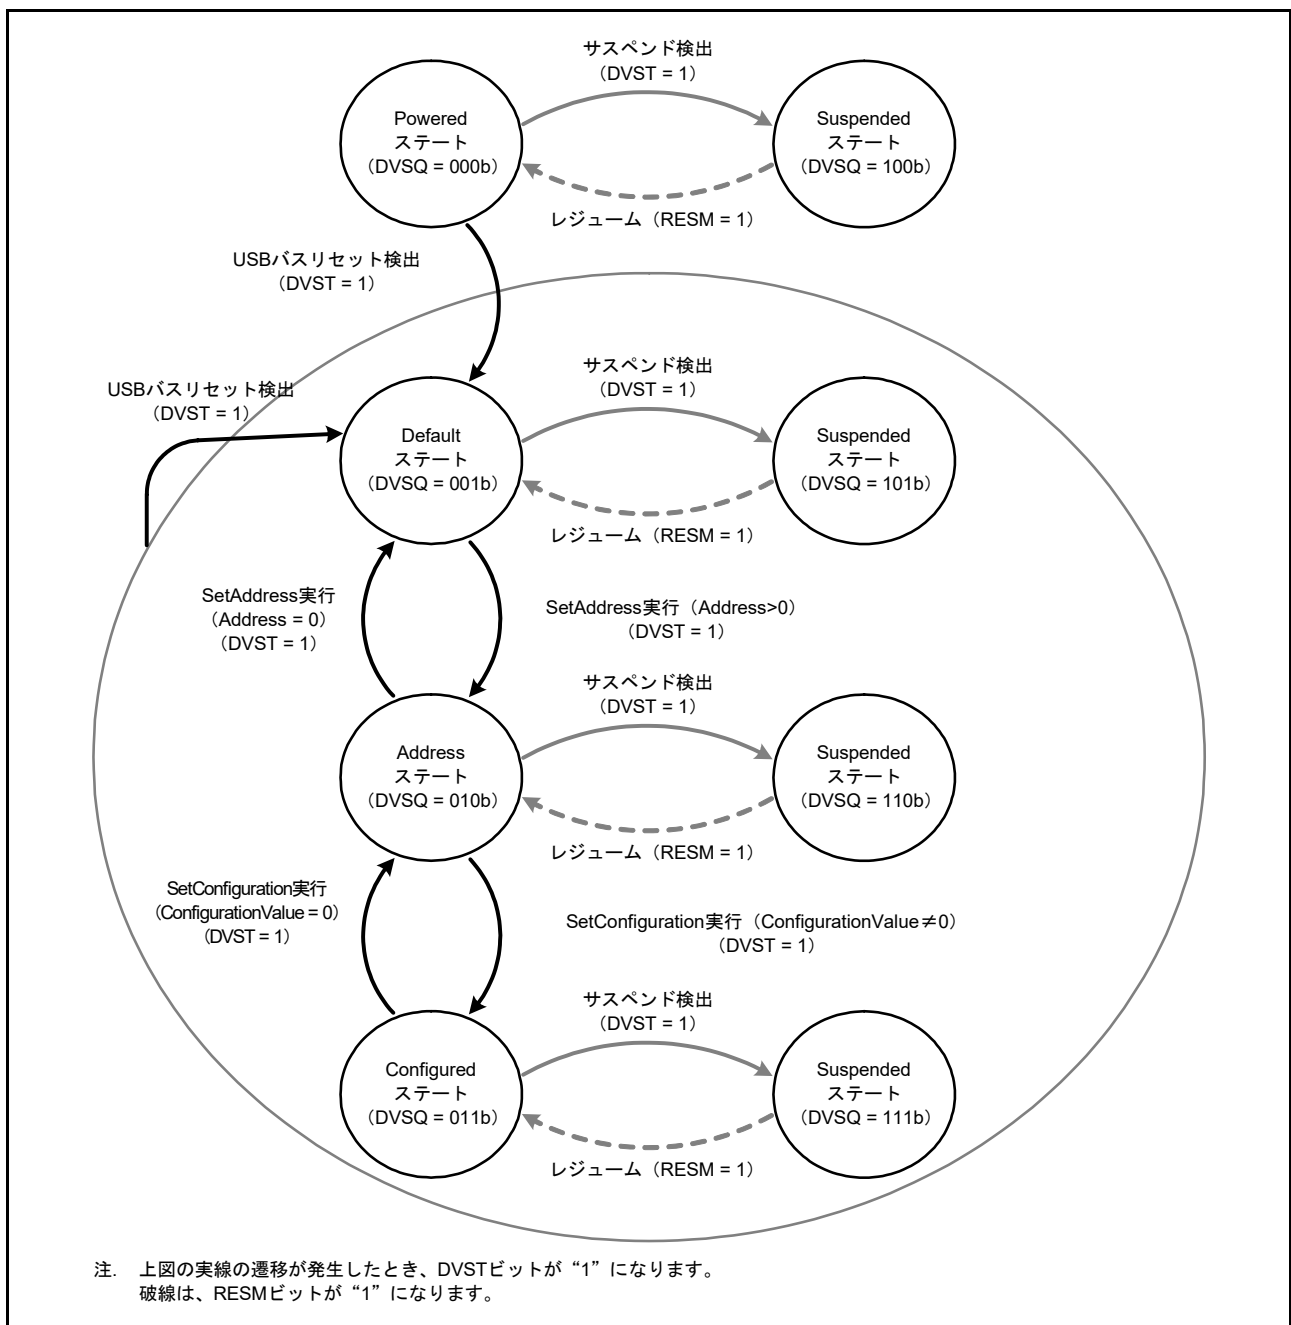 サスペンド検出
（DVST = 1）
Powered
ステート
（DVSQ = 000b）
Suspended
ステート
（DVSQ = 100b）
レジューム（RESM = 1）
USBバスリセット検出
（DVST = 1）
USBバスリセット検出
（DVST = 1）
サスペンド検出
（DVST = 1）
Default
ステート
（DVSQ = 001b）
Suspended
ステート
（DVSQ = 101b）
レジューム（RESM = 1）
SetAddress実行
（Address = 0）
（DVST = 1）
SetAddress実行（Address>0）
（DVST = 1）
サスペンド検出
（DVST = 1）
Address
ステート
（DVSQ = 010b）
Suspended
ステート
（DVSQ = 110b）
レジューム（RESM = 1）
SetConfiguration実行
（ConfigurationValue = 0）
（DVST = 1）
SetConfiguration実行（ConfigurationValue≠0）
（DVST = 1）
サスペンド検出
（DVST = 1）
Configured
ステート
（DVSQ = 011b）
Suspended
ステート
（DVSQ = 111b）
レジューム（RESM = 1）
注. 上図の実線の遷移が発生したとき、DVSTビットが“1”になります。
破線は、RESMビットが“1”になります。